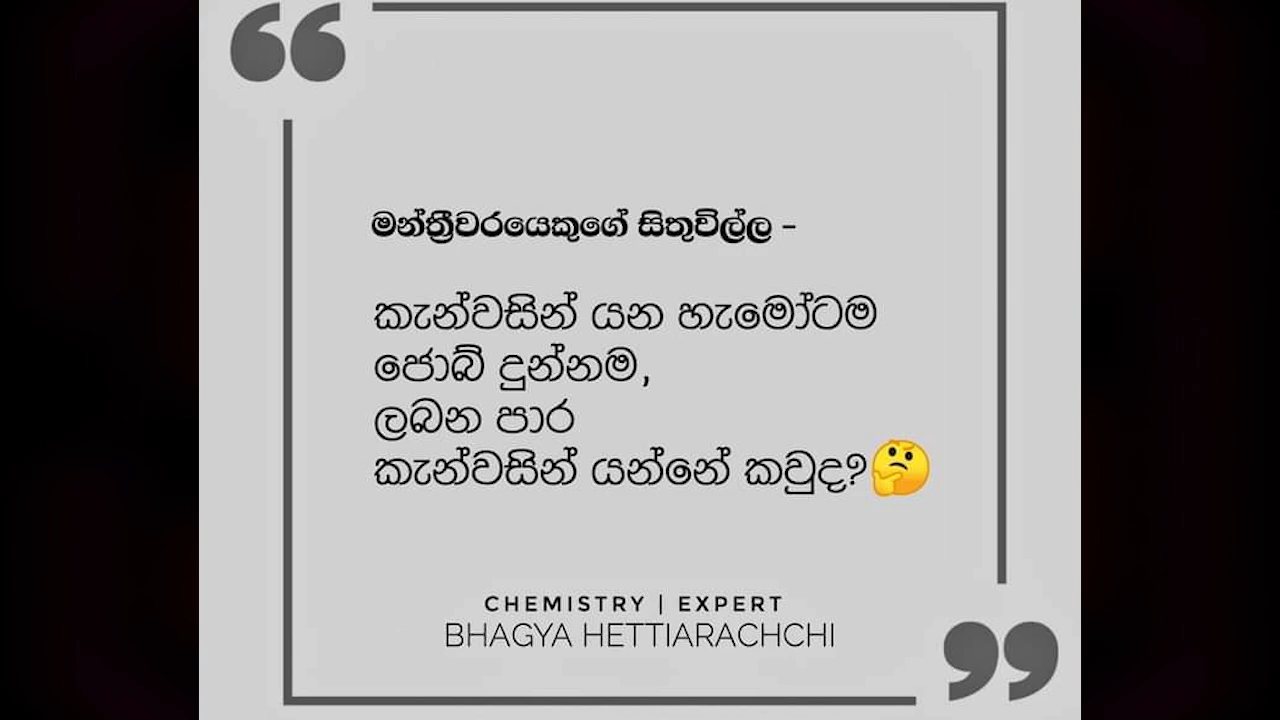 මන්ත්‍රීවරයෙකුගේ සිතුවිල්ල -
කැන්වසින් යන හැමෝටම
ජොබ් දුන්නම,
ලබන පාර
කැන්වසින් යන්නේ කවුද?🤔
CHEMISTRY | EXPERT
BHAGYA HETTIARACHCHI